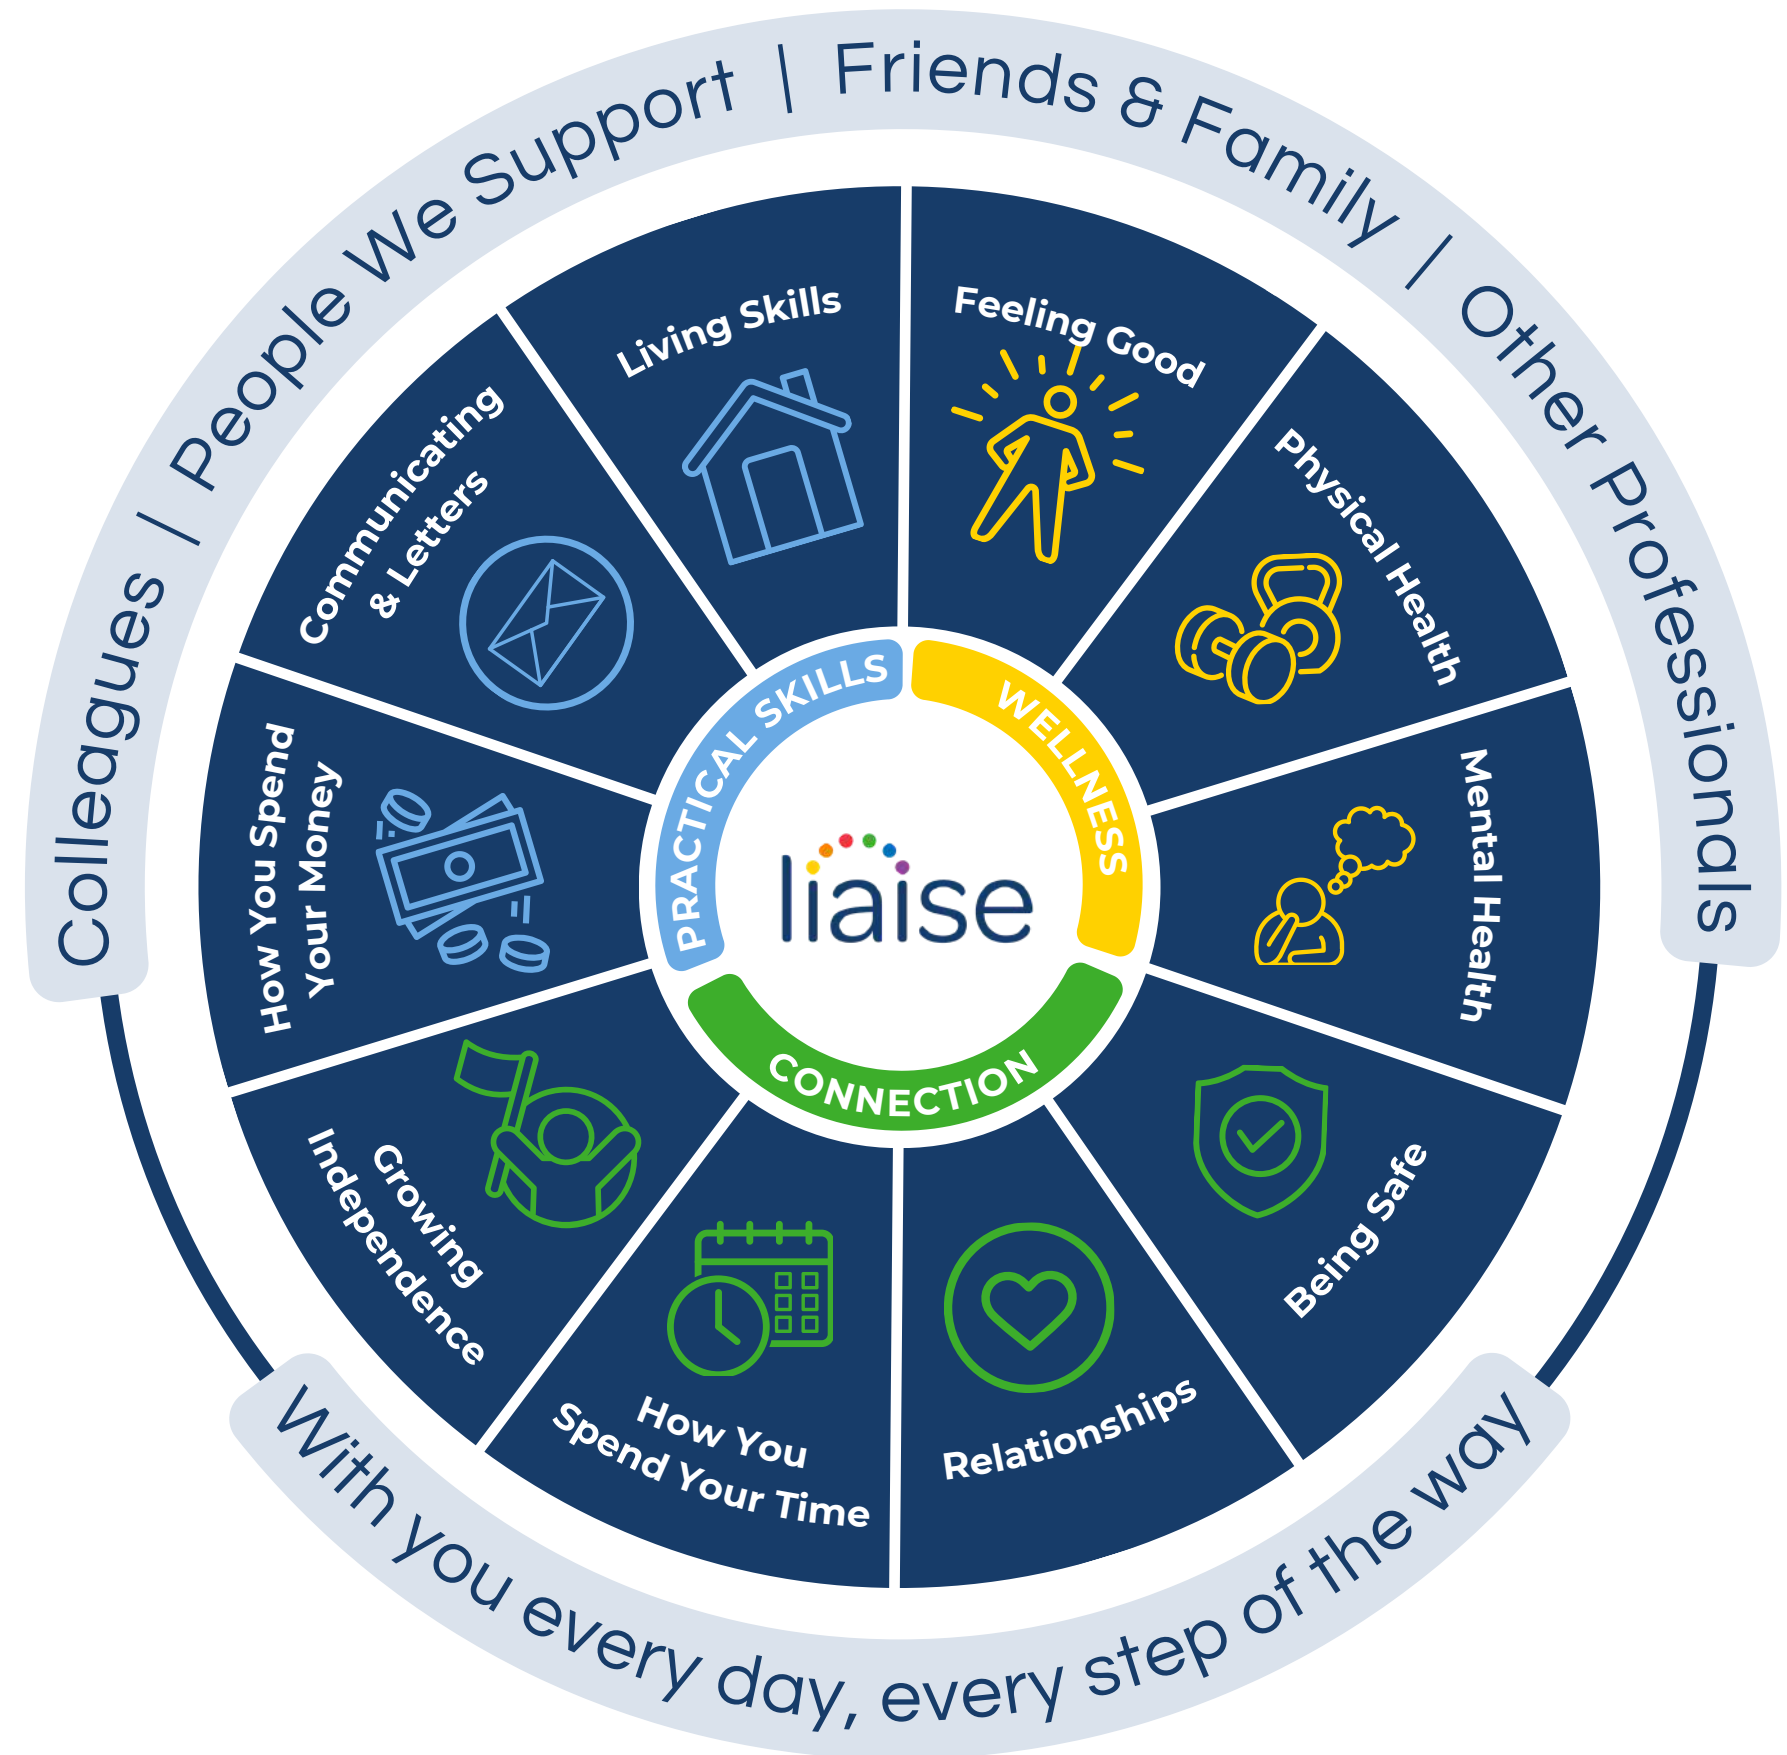 Colleagues | People We Support | Friends & Family | Other Professionals
Living Skills
Feeling Good
Physical Health
Mental Health
Being Safe
Relationships
How You
Spend Your Time
Growing
Independence
How You Spend
Your Money
Communicating
& Letters
PRACTICAL SKILLS
WELLNESS
CONNECTION
liaise
With you every day, every step of the way